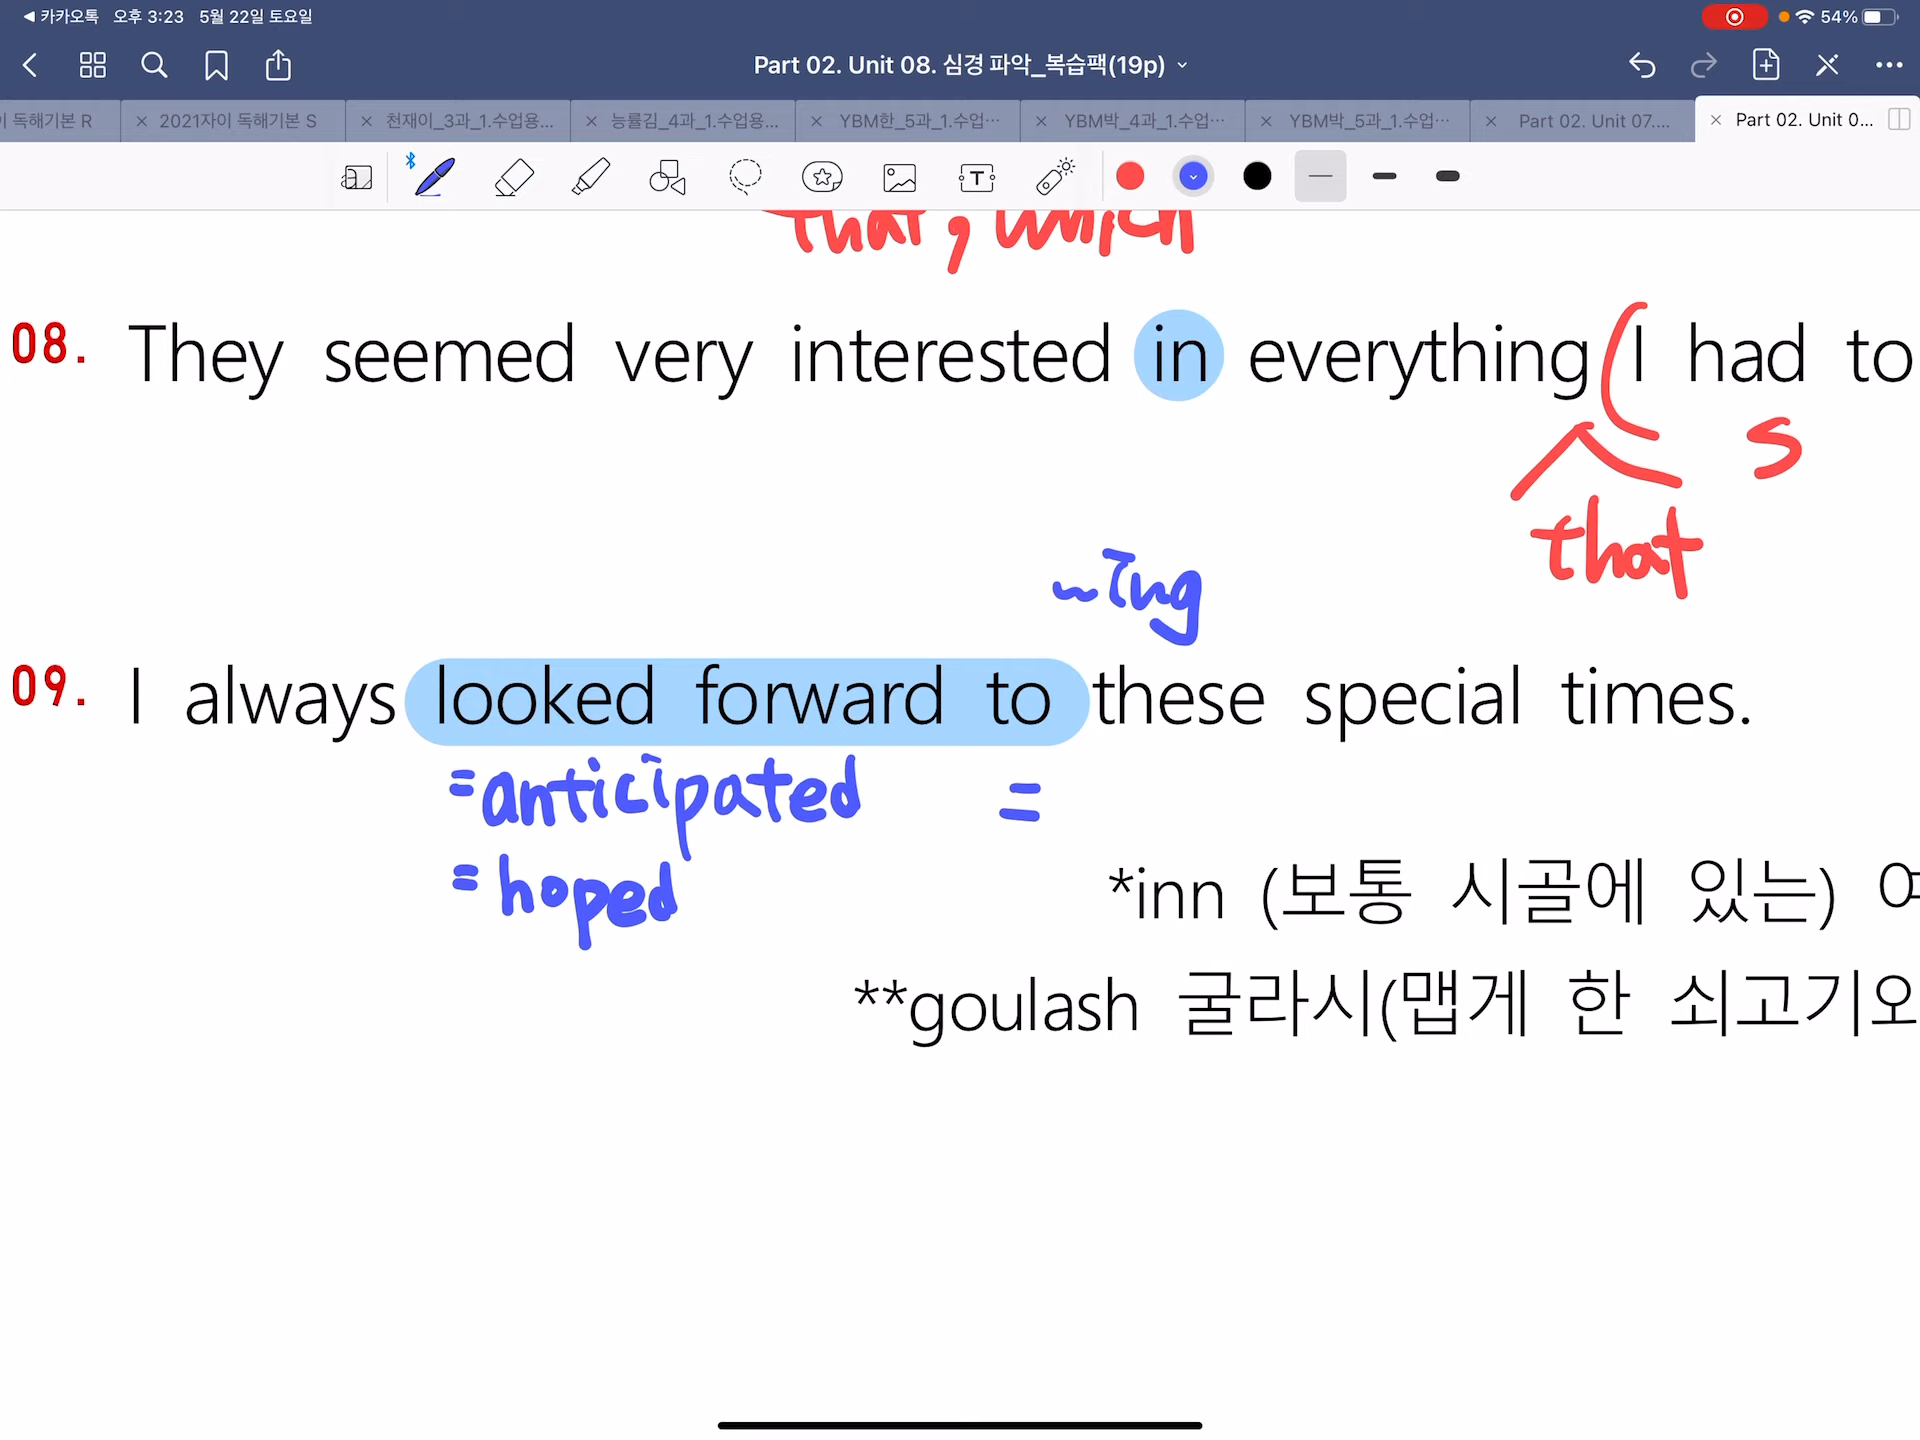 ◀ 카카오톡 오후 3:23 5월 22일 토요일 54%
Part 02. Unit 08. 심경 파악_복습팩(19p)
독해기본 R × 2021자이 독해기본 S × 천재이_3과_1.수업용... × 능률김_4과_1.수업용... × YBM한_5과_1.수업... × YBM박_4과_1.수업... × YBM박_5과_1.수업... × Part 02. Unit 07.... × Part 02. Unit 0...
that, which
08. They seemed very interested in everything (I had to
s
that
~ing
09. I always looked forward to these special times.
=anticipated =
=hoped
*inn (보통 시골에 있는) 여
**goulash 굴라시(맵게 한 쇠고기오